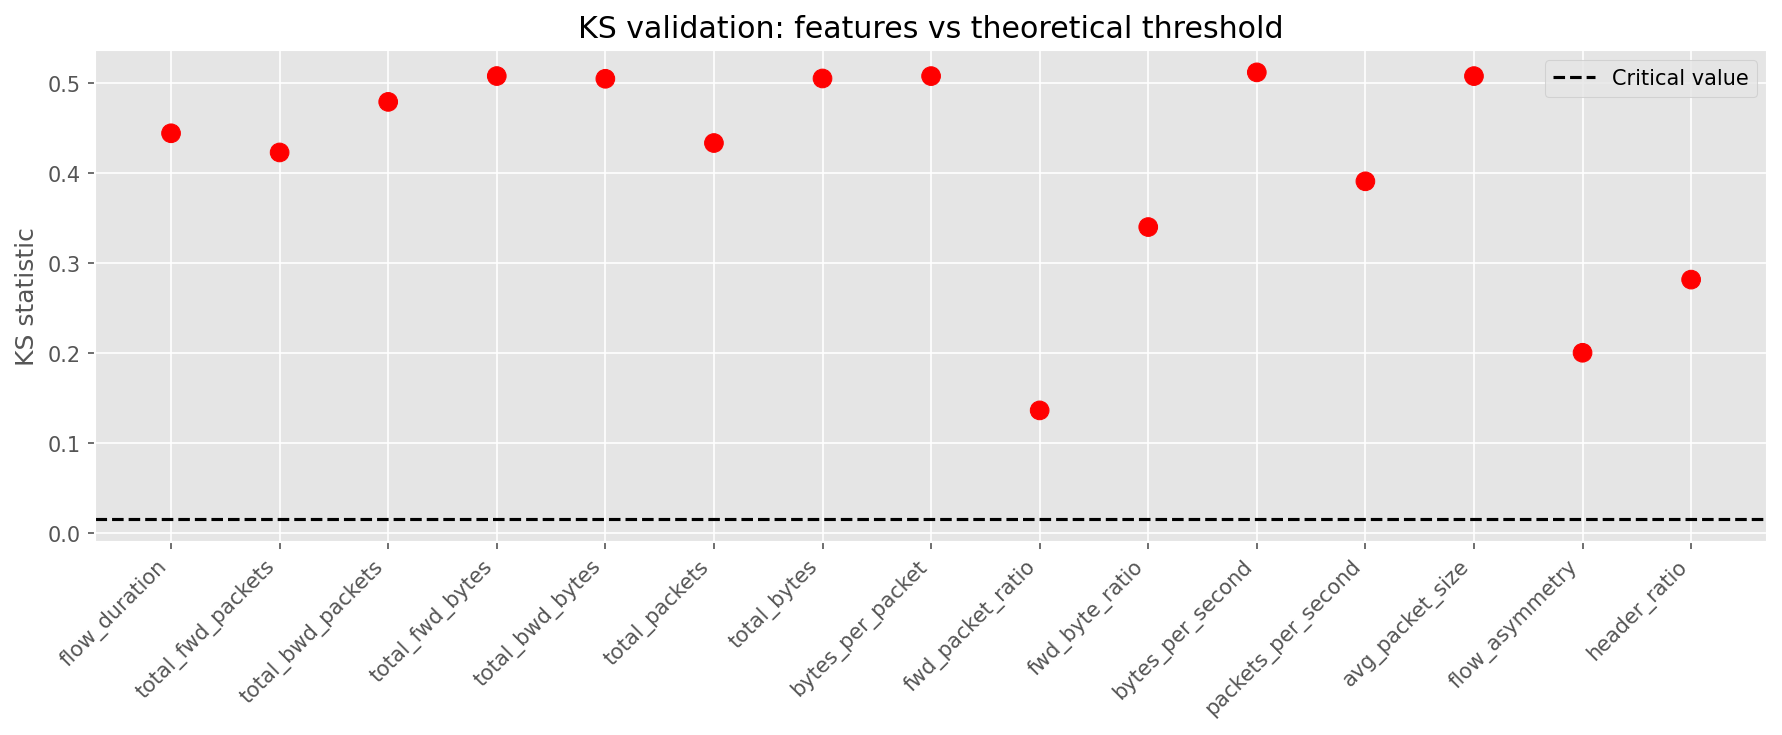 KS validation: features vs theoretical threshold
Critical value
KS statistic
0.5
0.4
0.3
0.2
0.1
0.0
flow_duration
total_fwd_packets
total_bwd_packets
total_fwd_bytes
total_bwd_bytes
total_packets
total_bytes
bytes_per_packet
fwd_packet_ratio
fwd_byte_ratio
bytes_per_second
packets_per_second
avg_packet_size
flow_asymmetry
header_ratio